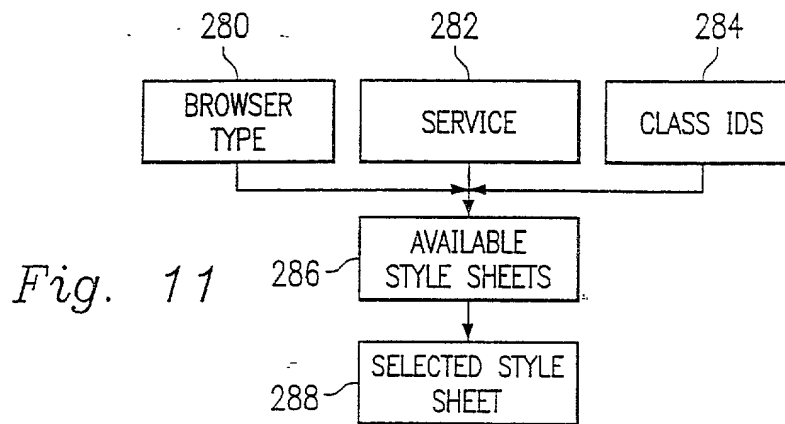 280
282
284
BROWSER
TYPE
SERVICE
CLASS IDS
286
AVAILABLE
STYLE SHEETS
Fig. 11
288
SELECTED STYLE
SHEET